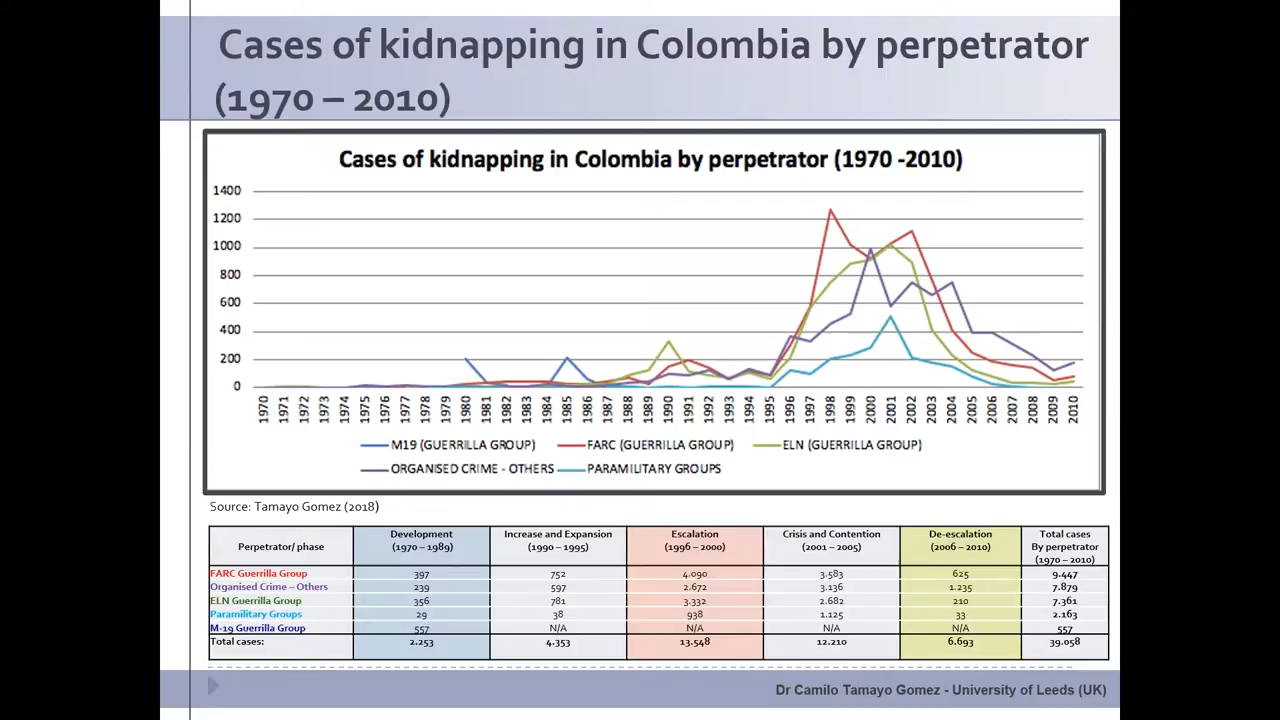 Cases of kidnapping in Colombia by perpetrator
(1970 – 2010)
Cases of kidnapping in Colombia by perpetrator (1970 -2010)
1400
1200
1000
800
600
400
200
0
1970 1971 1972 1973 1974 1975 1976 1977 1978 1979 1980 1981 1982 1983 1984 1985 1986 1987 1988 1989 1990 1991 1992 1993 1994 1995 1996 1997 1998 1999 2000 2001 2002 2003 2004 2005 2006 2007 2008 2009 2010
M19 (GUERRILLA GROUP) FARC (GUERRILLA GROUP) ELN (GUERRILLA GROUP)
ORGANISED CRIME - OTHERS PARAMILITARY GROUPS
Source: Tamayo Gomez (2018)
Perpetrator/ phase Development (1970 – 1989) Increase and Expansion (1990 – 1995) Escalation (1996 – 2000) Crisis and Contention (2001 – 2005) De-escalation (2006 – 2010) Total cases By perpetrator (1970 – 2010)
FARC Guerrilla Group 397 752 4.090 3.583 625 9.447
Organised Crime – Others 239 597 2.672 3.136 1.235 7.879
ELN Guerrilla Group 356 781 3.332 2.682 210 7.361
Paramilitary Groups 29 38 938 1.125 33 2.163
M-19 Guerrilla Group 557 N/A N/A N/A N/A 557
Total cases: 2.253 4.353 13.548 12.210 6.693 39.058
Dr Camilo Tamayo Gomez - University of Leeds (UK)